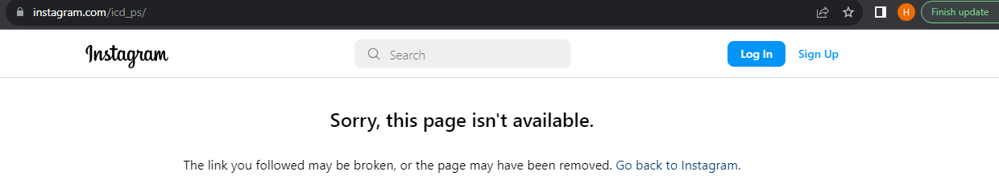 instagram.com/icd_ps/
H
Finish update
Instagram
Search
Log In
Sign Up
Sorry, this page isn't available.
The link you followed may be broken, or the page may have been removed. Go back to Instagram.